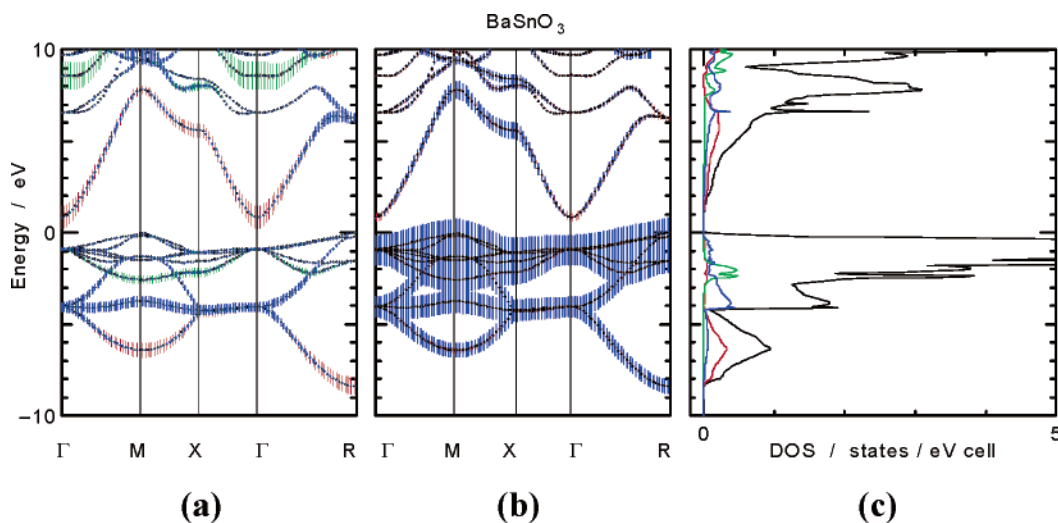 BaSnO₃
10
0
−10
Energy / eV
Γ M X Γ R
Γ M X Γ R
0 5
DOS / states / eV cell
(a) (b) (c)